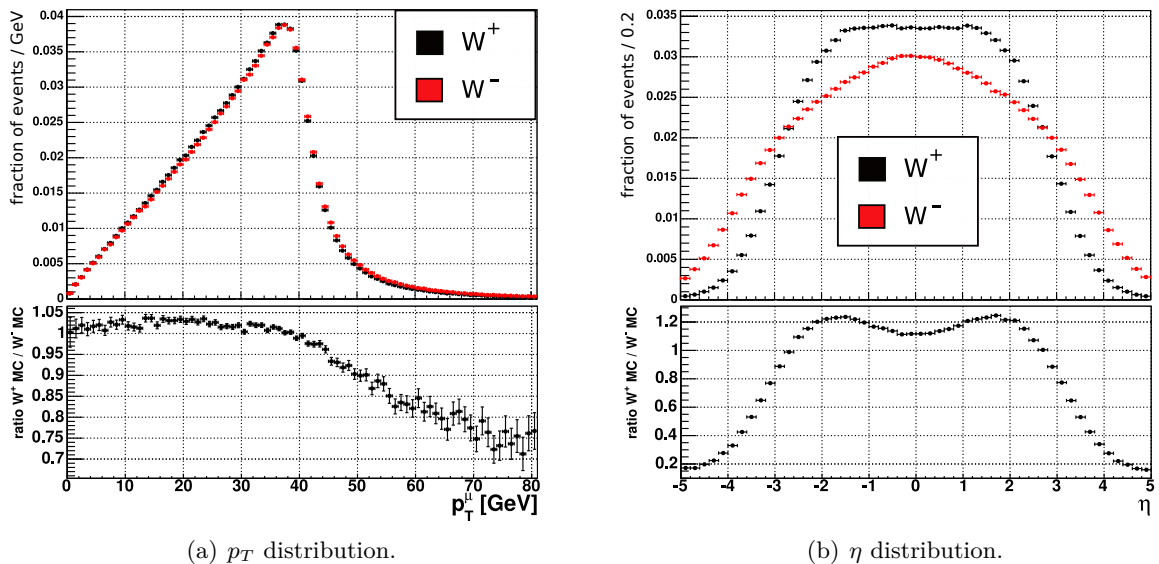 fraction of events / GeV
0.04
0.035
0.03
0.025
0.02
0.015
0.01
0.005
0
W+
W-
ratio W+ MC / W- MC
1.05
1
0.95
0.9
0.85
0.8
0.75
0.7
0 10 20 30 40 50 60 70 80
pTμ [GeV]
(a) pT distribution.
fraction of events / 0.2
0.035
0.03
0.025
0.02
0.015
0.01
0.005
0
W+
W-
ratio W+ MC / W- MC
1.2
1
0.8
0.6
0.4
0.2
-5 -4 -3 -2 -1 0 1 2 3 4 5
η
(b) η distribution.